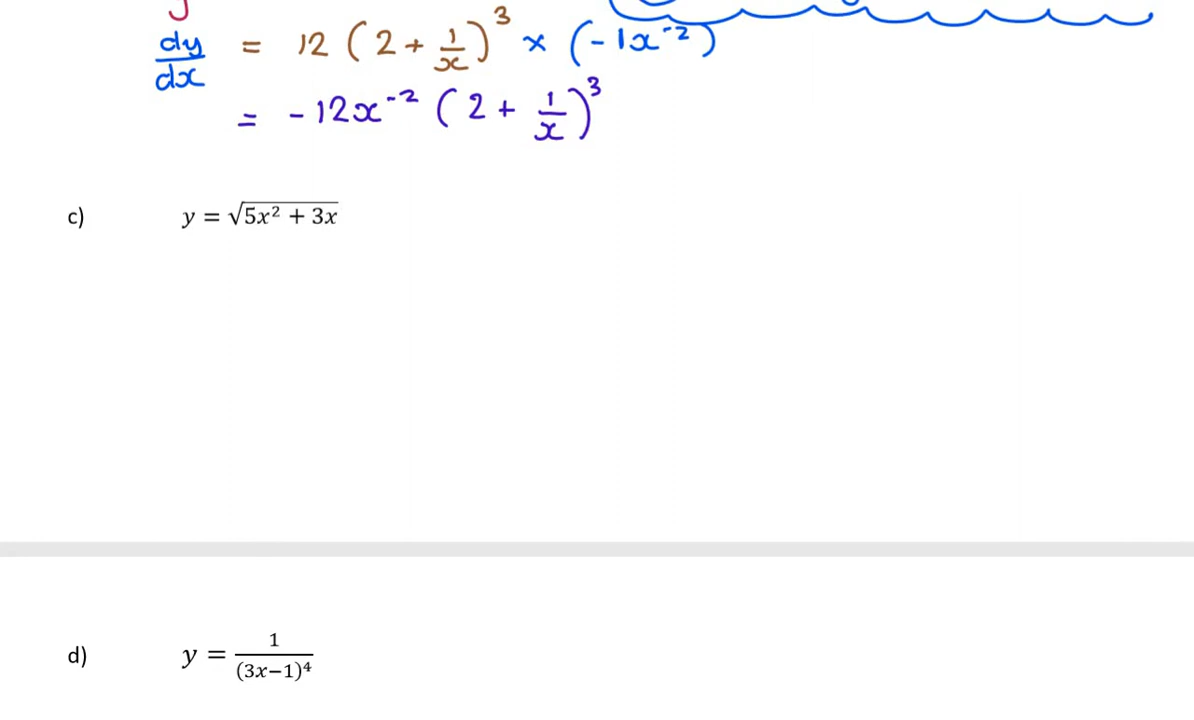 dy/dx = 12 (2 + 1/x)³ × (-1x⁻²)
= -12x⁻² (2 + 1/x)³
c) y = √(5x² + 3x)
d) y = 1/(3x−1)⁴